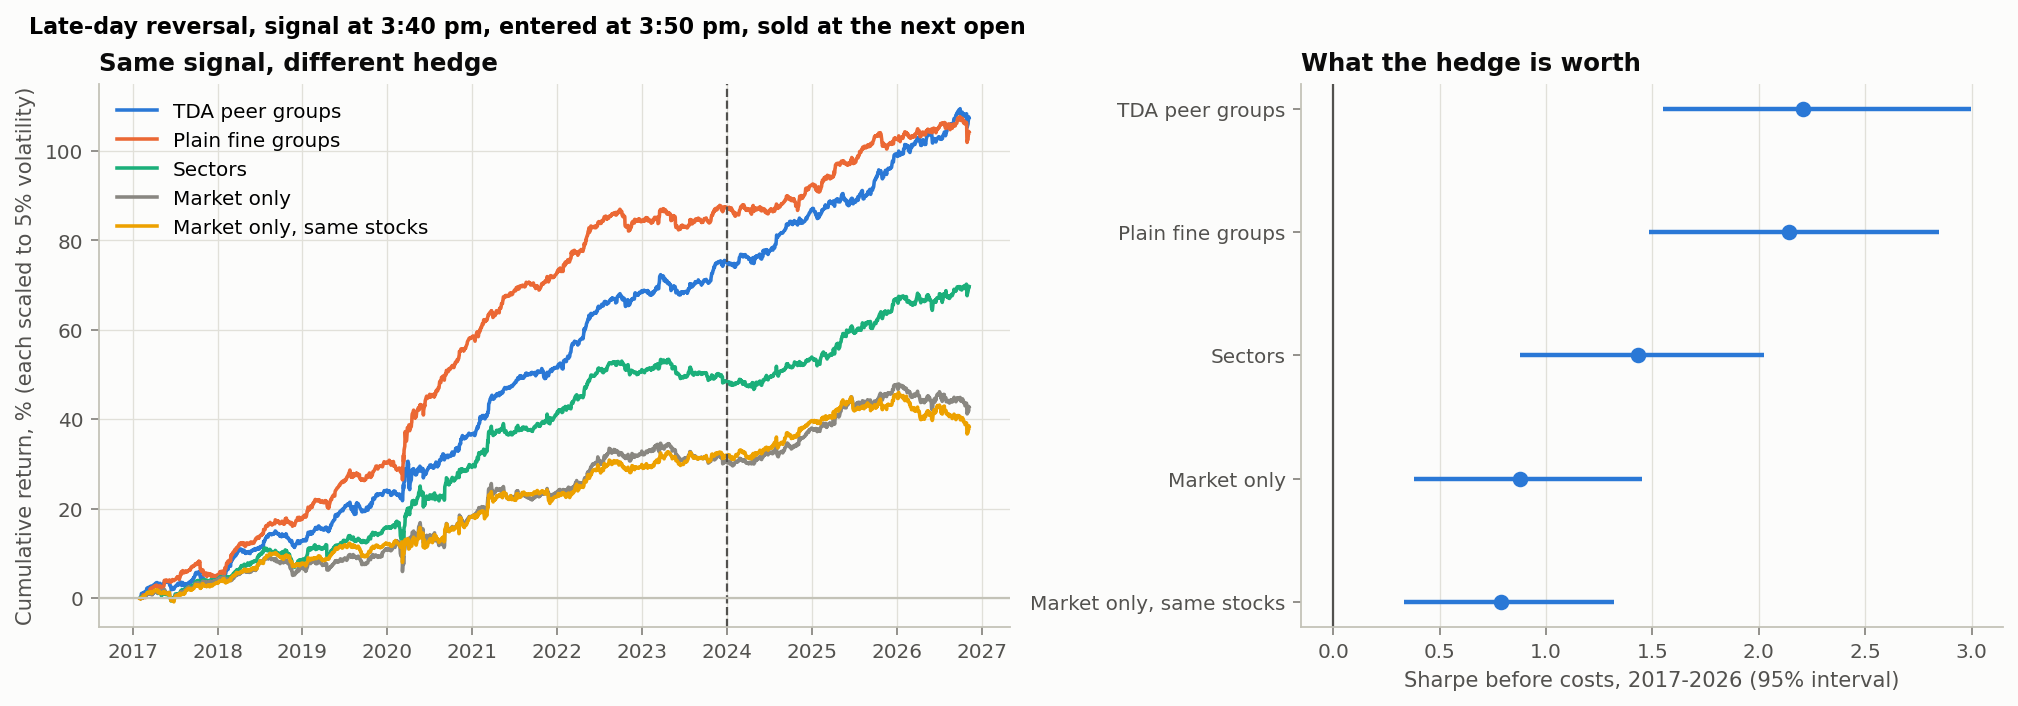 Late-day reversal, signal at 3:40 pm, entered at 3:50 pm, sold at the next open
Same signal, different hedge
Cumulative return, % (each scaled to 5% volatility)
TDA peer groups
Plain fine groups
Sectors
Market only
Market only, same stocks
100
80
60
40
20
0
2017 2018 2019 2020 2021 2022 2023 2024 2025 2026 2027
What the hedge is worth
TDA peer groups
Plain fine groups
Sectors
Market only
Market only, same stocks
0.0 0.5 1.0 1.5 2.0 2.5 3.0
Sharpe before costs, 2017-2026 (95% interval)